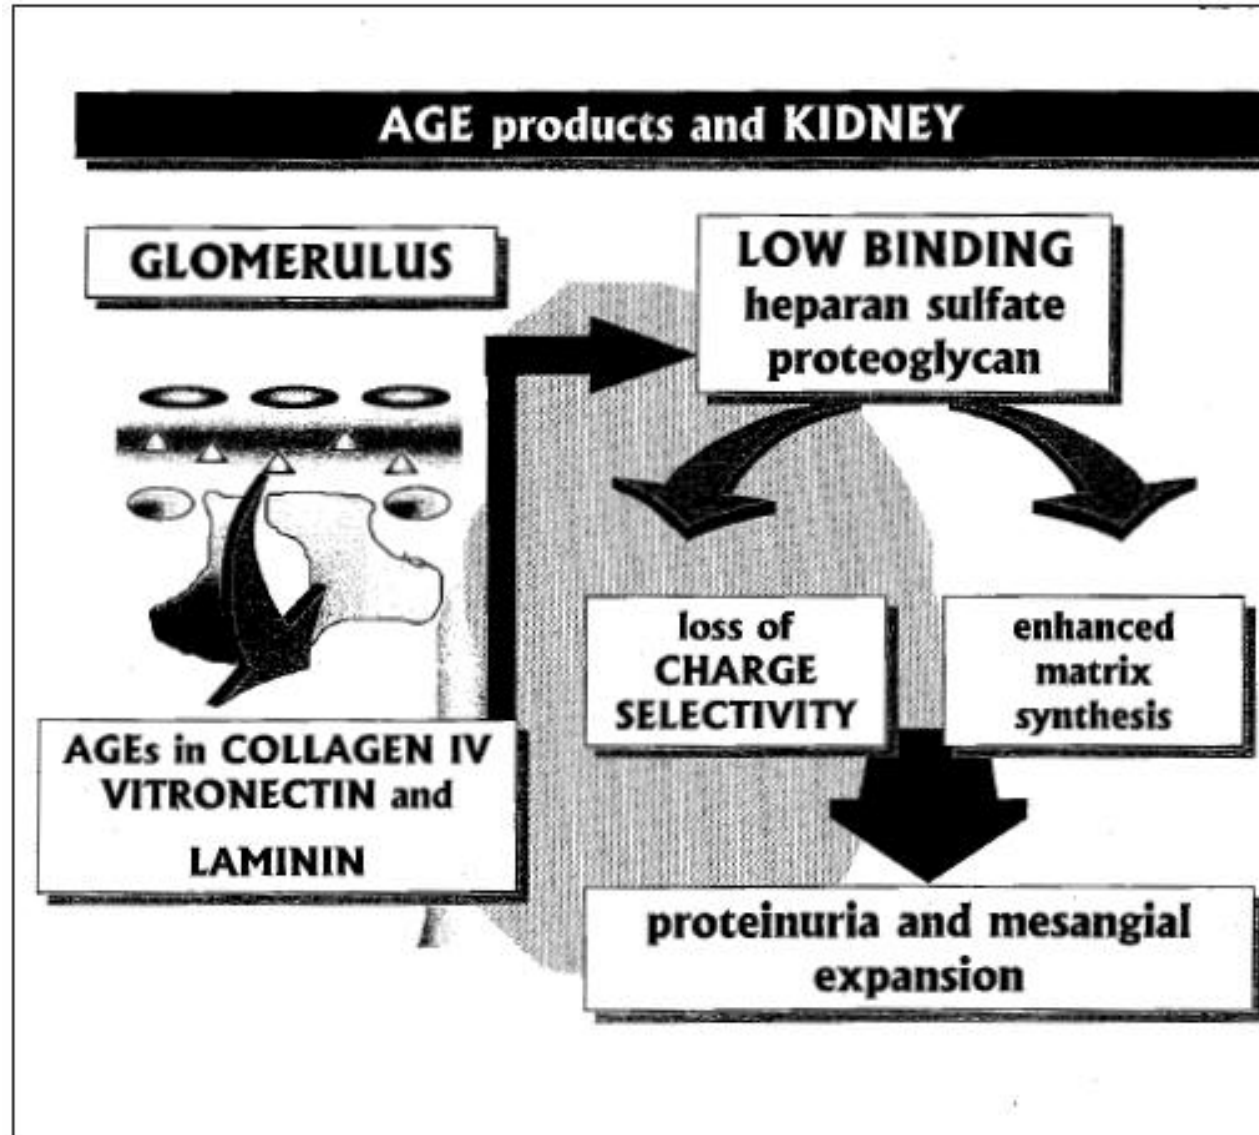 AGE products and KIDNEY
GLOMERULUS
AGEs in COLLAGEN IV
VITRONECTIN and
LAMININ
LOW BINDING
heparan sulfate
proteoglycan
loss of
CHARGE
SELECTIVITY
enhanced
matrix
synthesis
proteinuria and mesangial
expansion